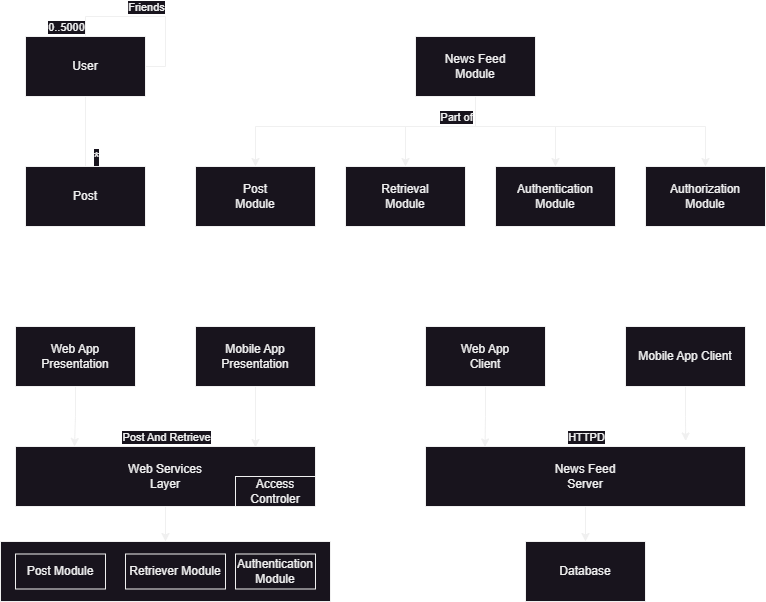 Friends
0..5000
User
*
Post
News Feed
Module
Part of
Post
Module
Retrieval
Module
Authentication
Module
Authorization
Module
Web App
Presentation
Mobile App
Presentation
Post And Retrieve
Web Services
Layer
Access
Controler
Post Module
Retriever Module
Authentication
Module
Web App
Client
Mobile App Client
HTTPD
News Feed
Server
Database